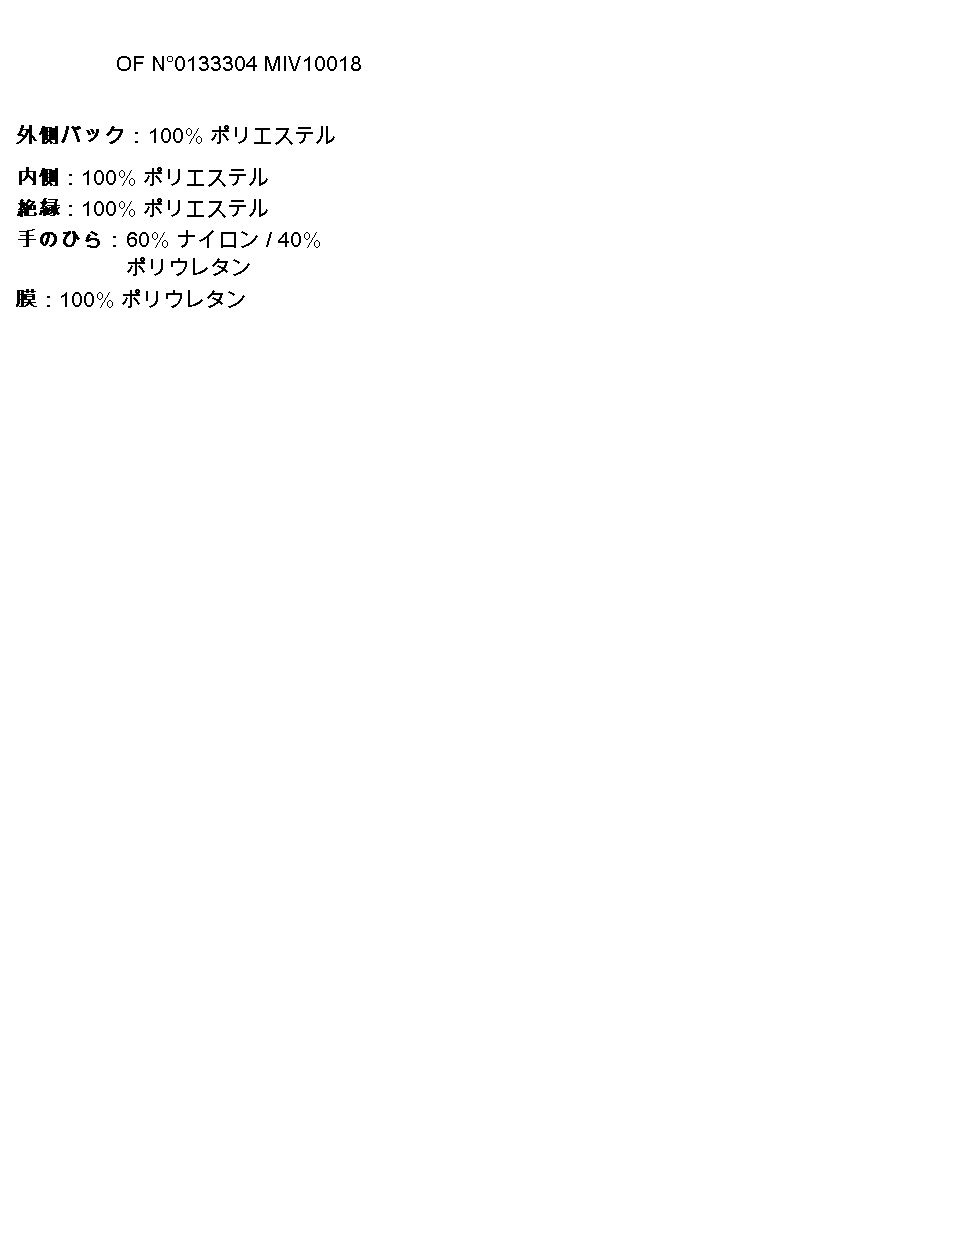 OF N°0133304 MIV10018
外側バック : 100% ポリエステル
内側 : 100% ポリエステル
絶縁 : 100% ポリエステル
手のひら : 60% ナイロン / 40%
ポリウレタン
膜 : 100% ポリウレタン